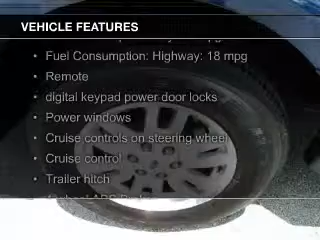 VEHICLE FEATURES
• Fuel Consumption: Highway: 18 mpg
• Remote
• digital keypad power door locks
• Power windows
• Cruise controls on steering wheel
• Cruise control
• Trailer hitch